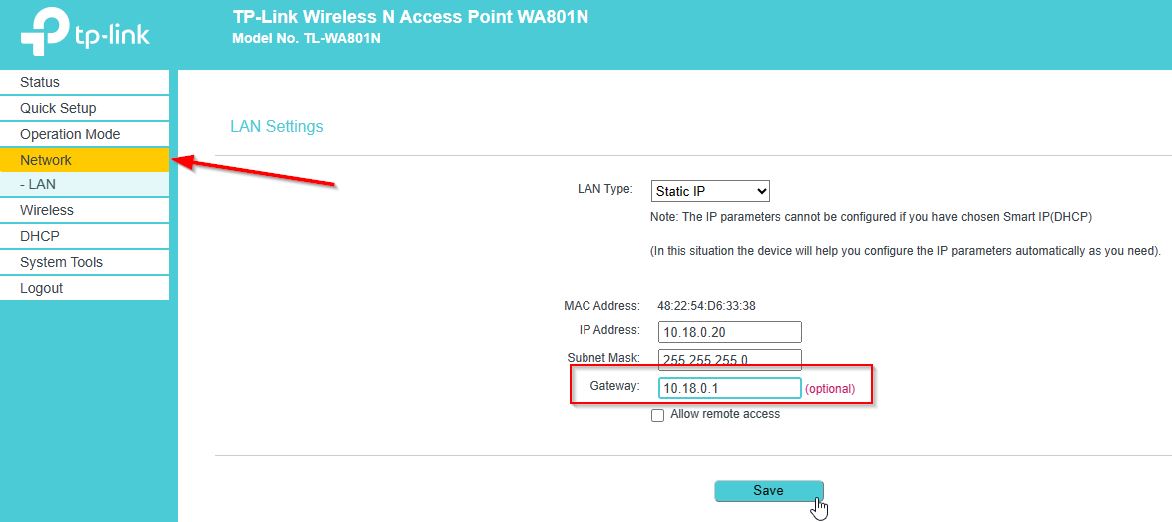 tp-link
TP-Link Wireless N Access Point WA801N
Model No. TL-WA801N
Status
Quick Setup
Operation Mode
Network
- LAN
Wireless
DHCP
System Tools
Logout
LAN Settings
LAN Type: Static IP
Note: The IP parameters cannot be configured if you have chosen Smart IP(DHCP)
(In this situation the device will help you configure the IP parameters automatically as you need).
MAC Address: 48:22:54:D6:33:38
IP Address: 10.18.0.20
Subnet Mask: 255.255.255.0
Gateway: 10.18.0.1 (optional)
Allow remote access
Save